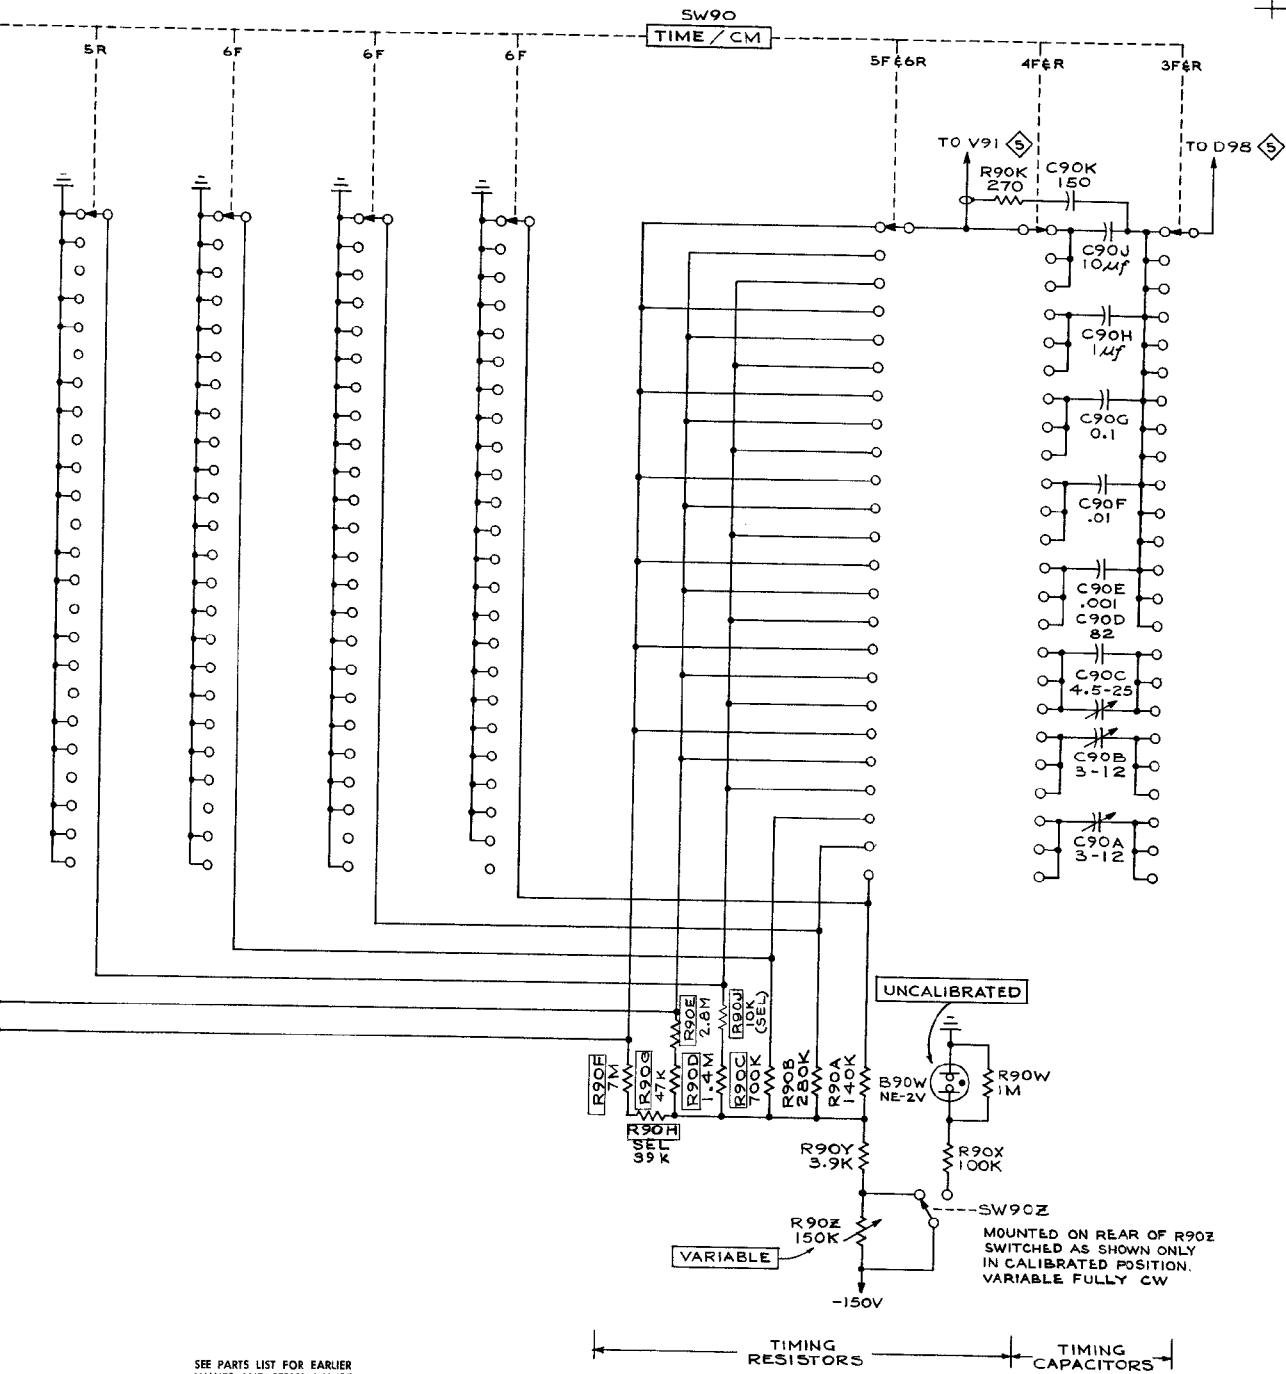 SW90
TIME / CM
5R
6F
6F
6F
5F&6R
4F&R
3F&R
TO V91 5
TO D98 5
R90K
270
C90K
150
C90J
10µf
C90H
1µf
C90G
0.1
C90F
.01
C90E
.001
C90D
82
C90C
4.5-25
C90B
3-12
C90A
3-12
UNCALIBRATED
R90F
7M
R90G
47K
R90E
2.8M
R90D
1.4M
R90J
10K
(SEL)
R90C
700K
R90B
280K
R90A
140K
B90W
NE-2V
R90W
1M
R90H
SEL
39K
R90Y
3.9K
R90X
100K
SW90Z
R90Z
150K
VARIABLE
MOUNTED ON REAR OF R90Z
SWITCHED AS SHOWN ONLY
IN CALIBRATED POSITION.
VARIABLE FULLY CW
-150V
TIMING
RESISTORS
TIMING
CAPACITORS
SEE PARTS LIST FOR EARLIER